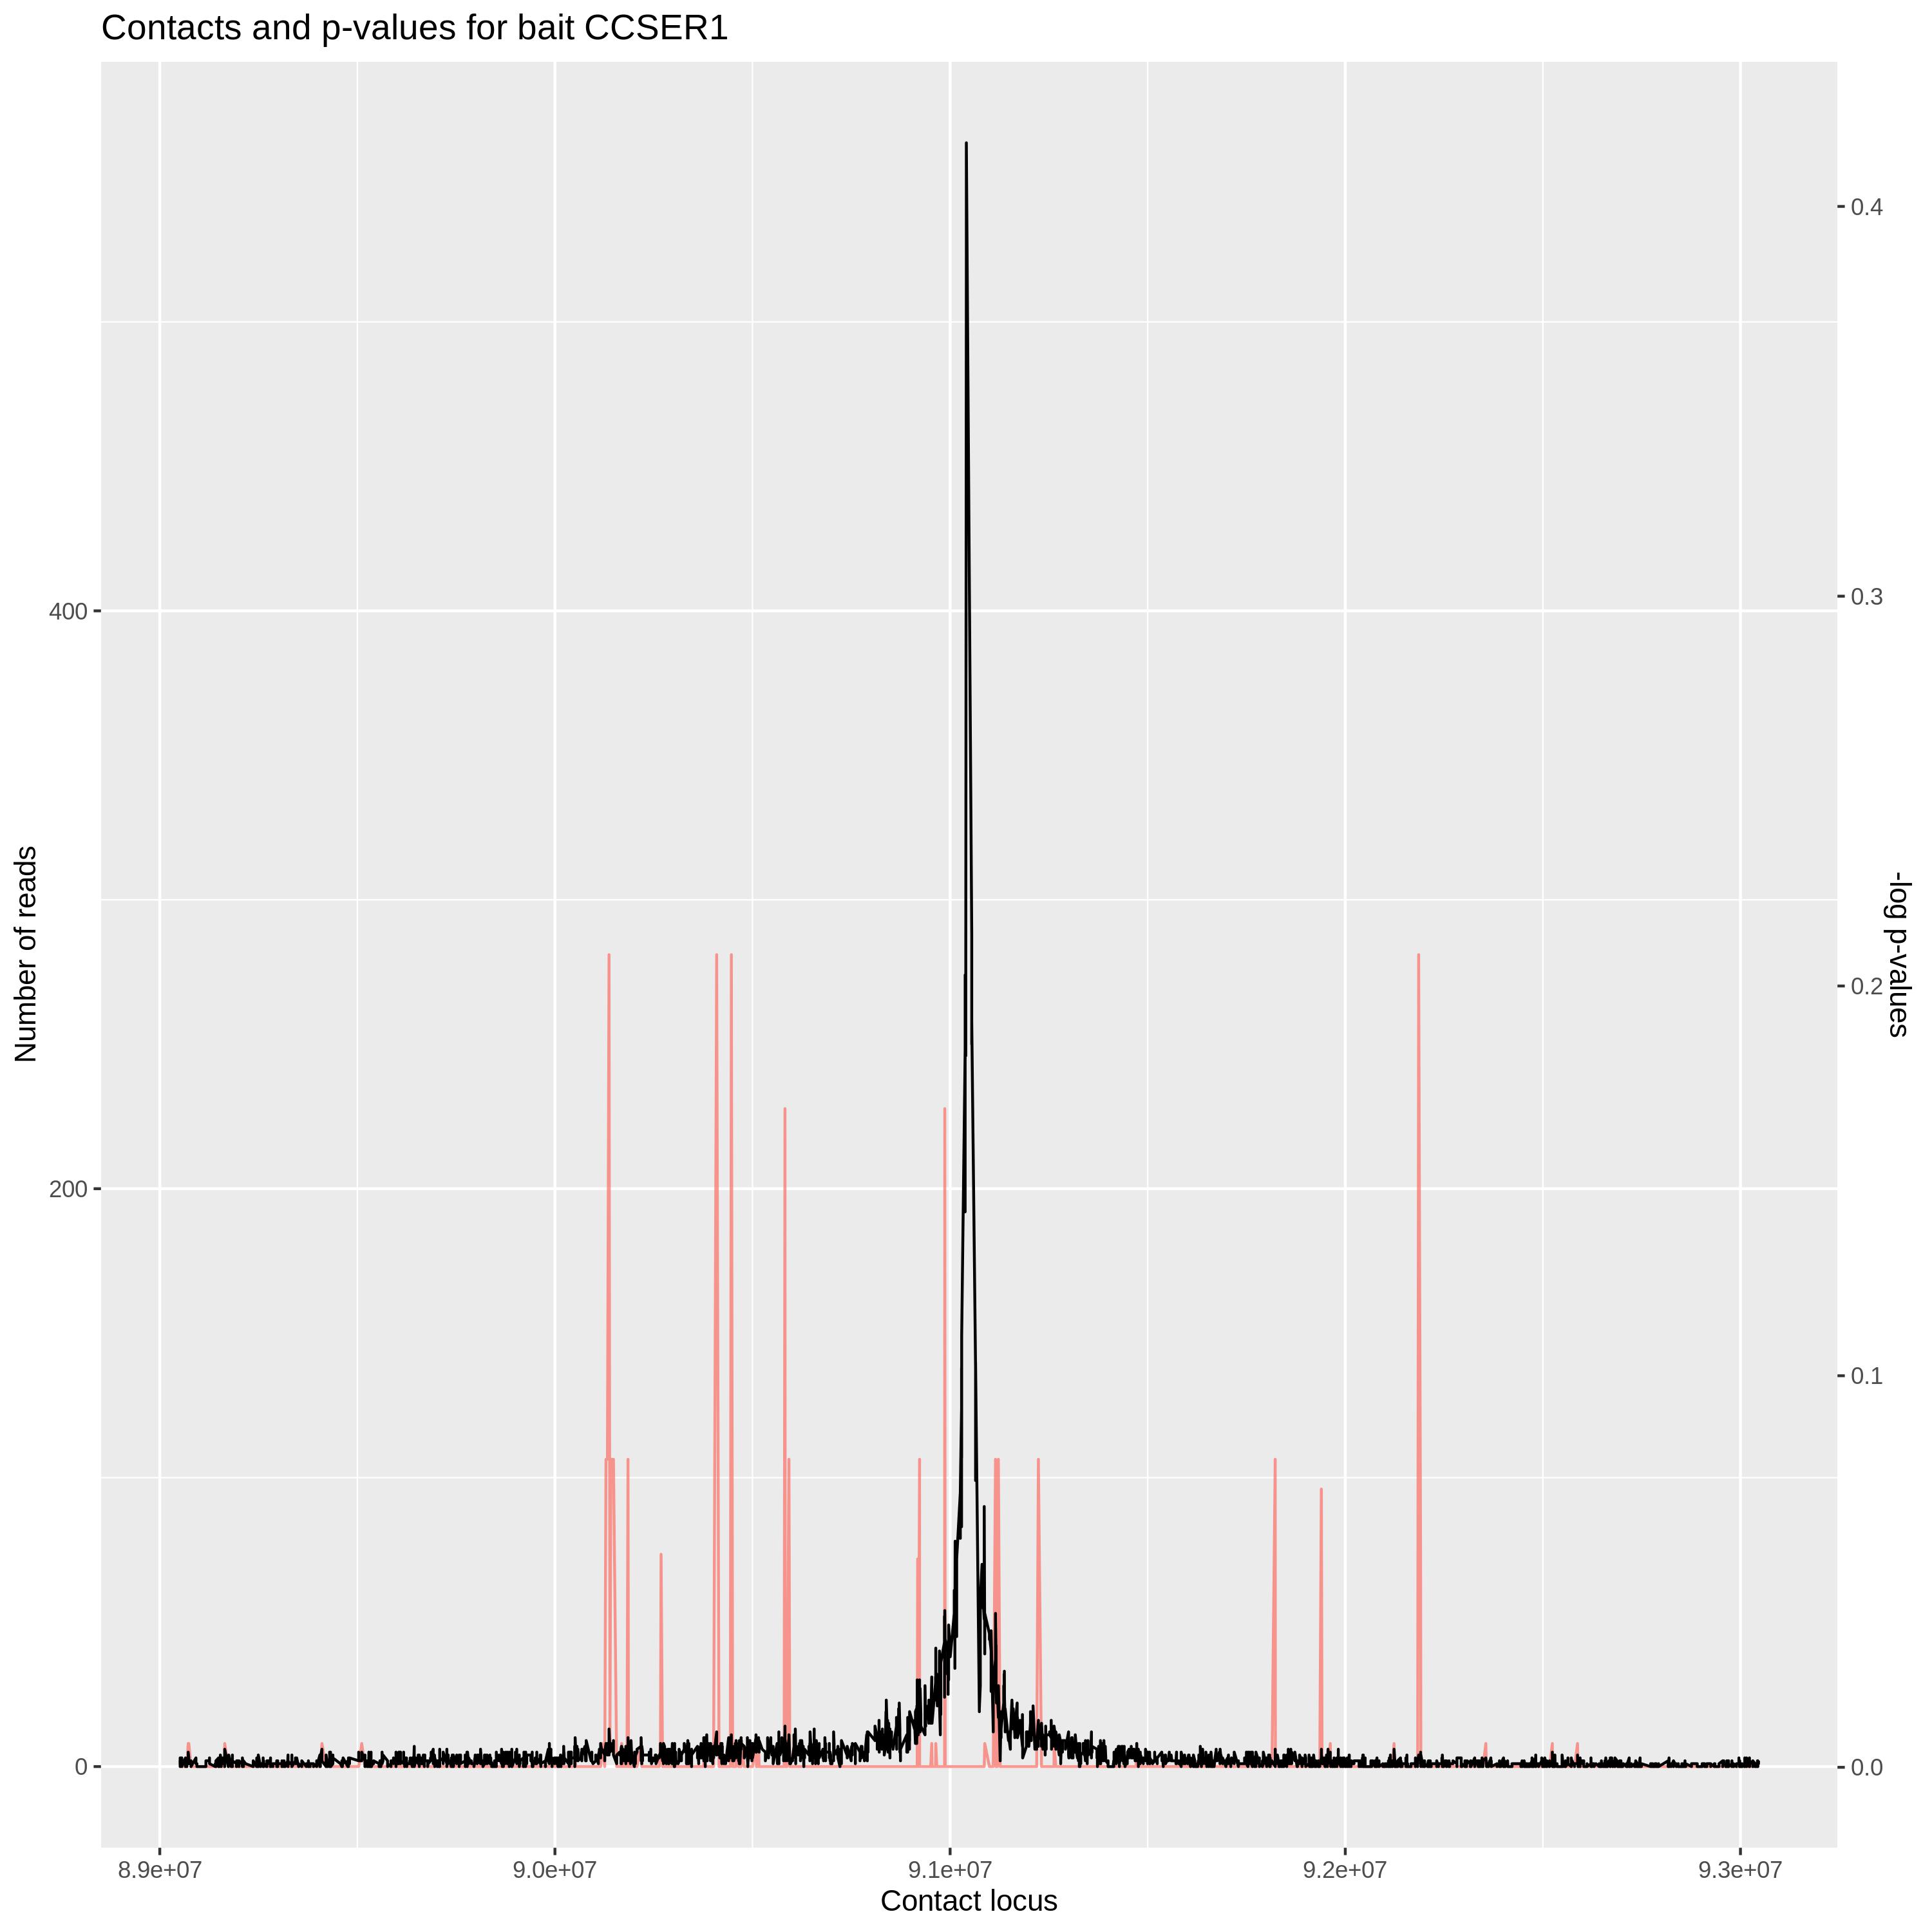 Contacts and p-values for bait CCSER1
Number of reads
400
200
0
0.4
0.3
0.2
0.1
0.0
-log p-values
8.9e+07 9.0e+07 9.1e+07 9.2e+07 9.3e+07
Contact locus